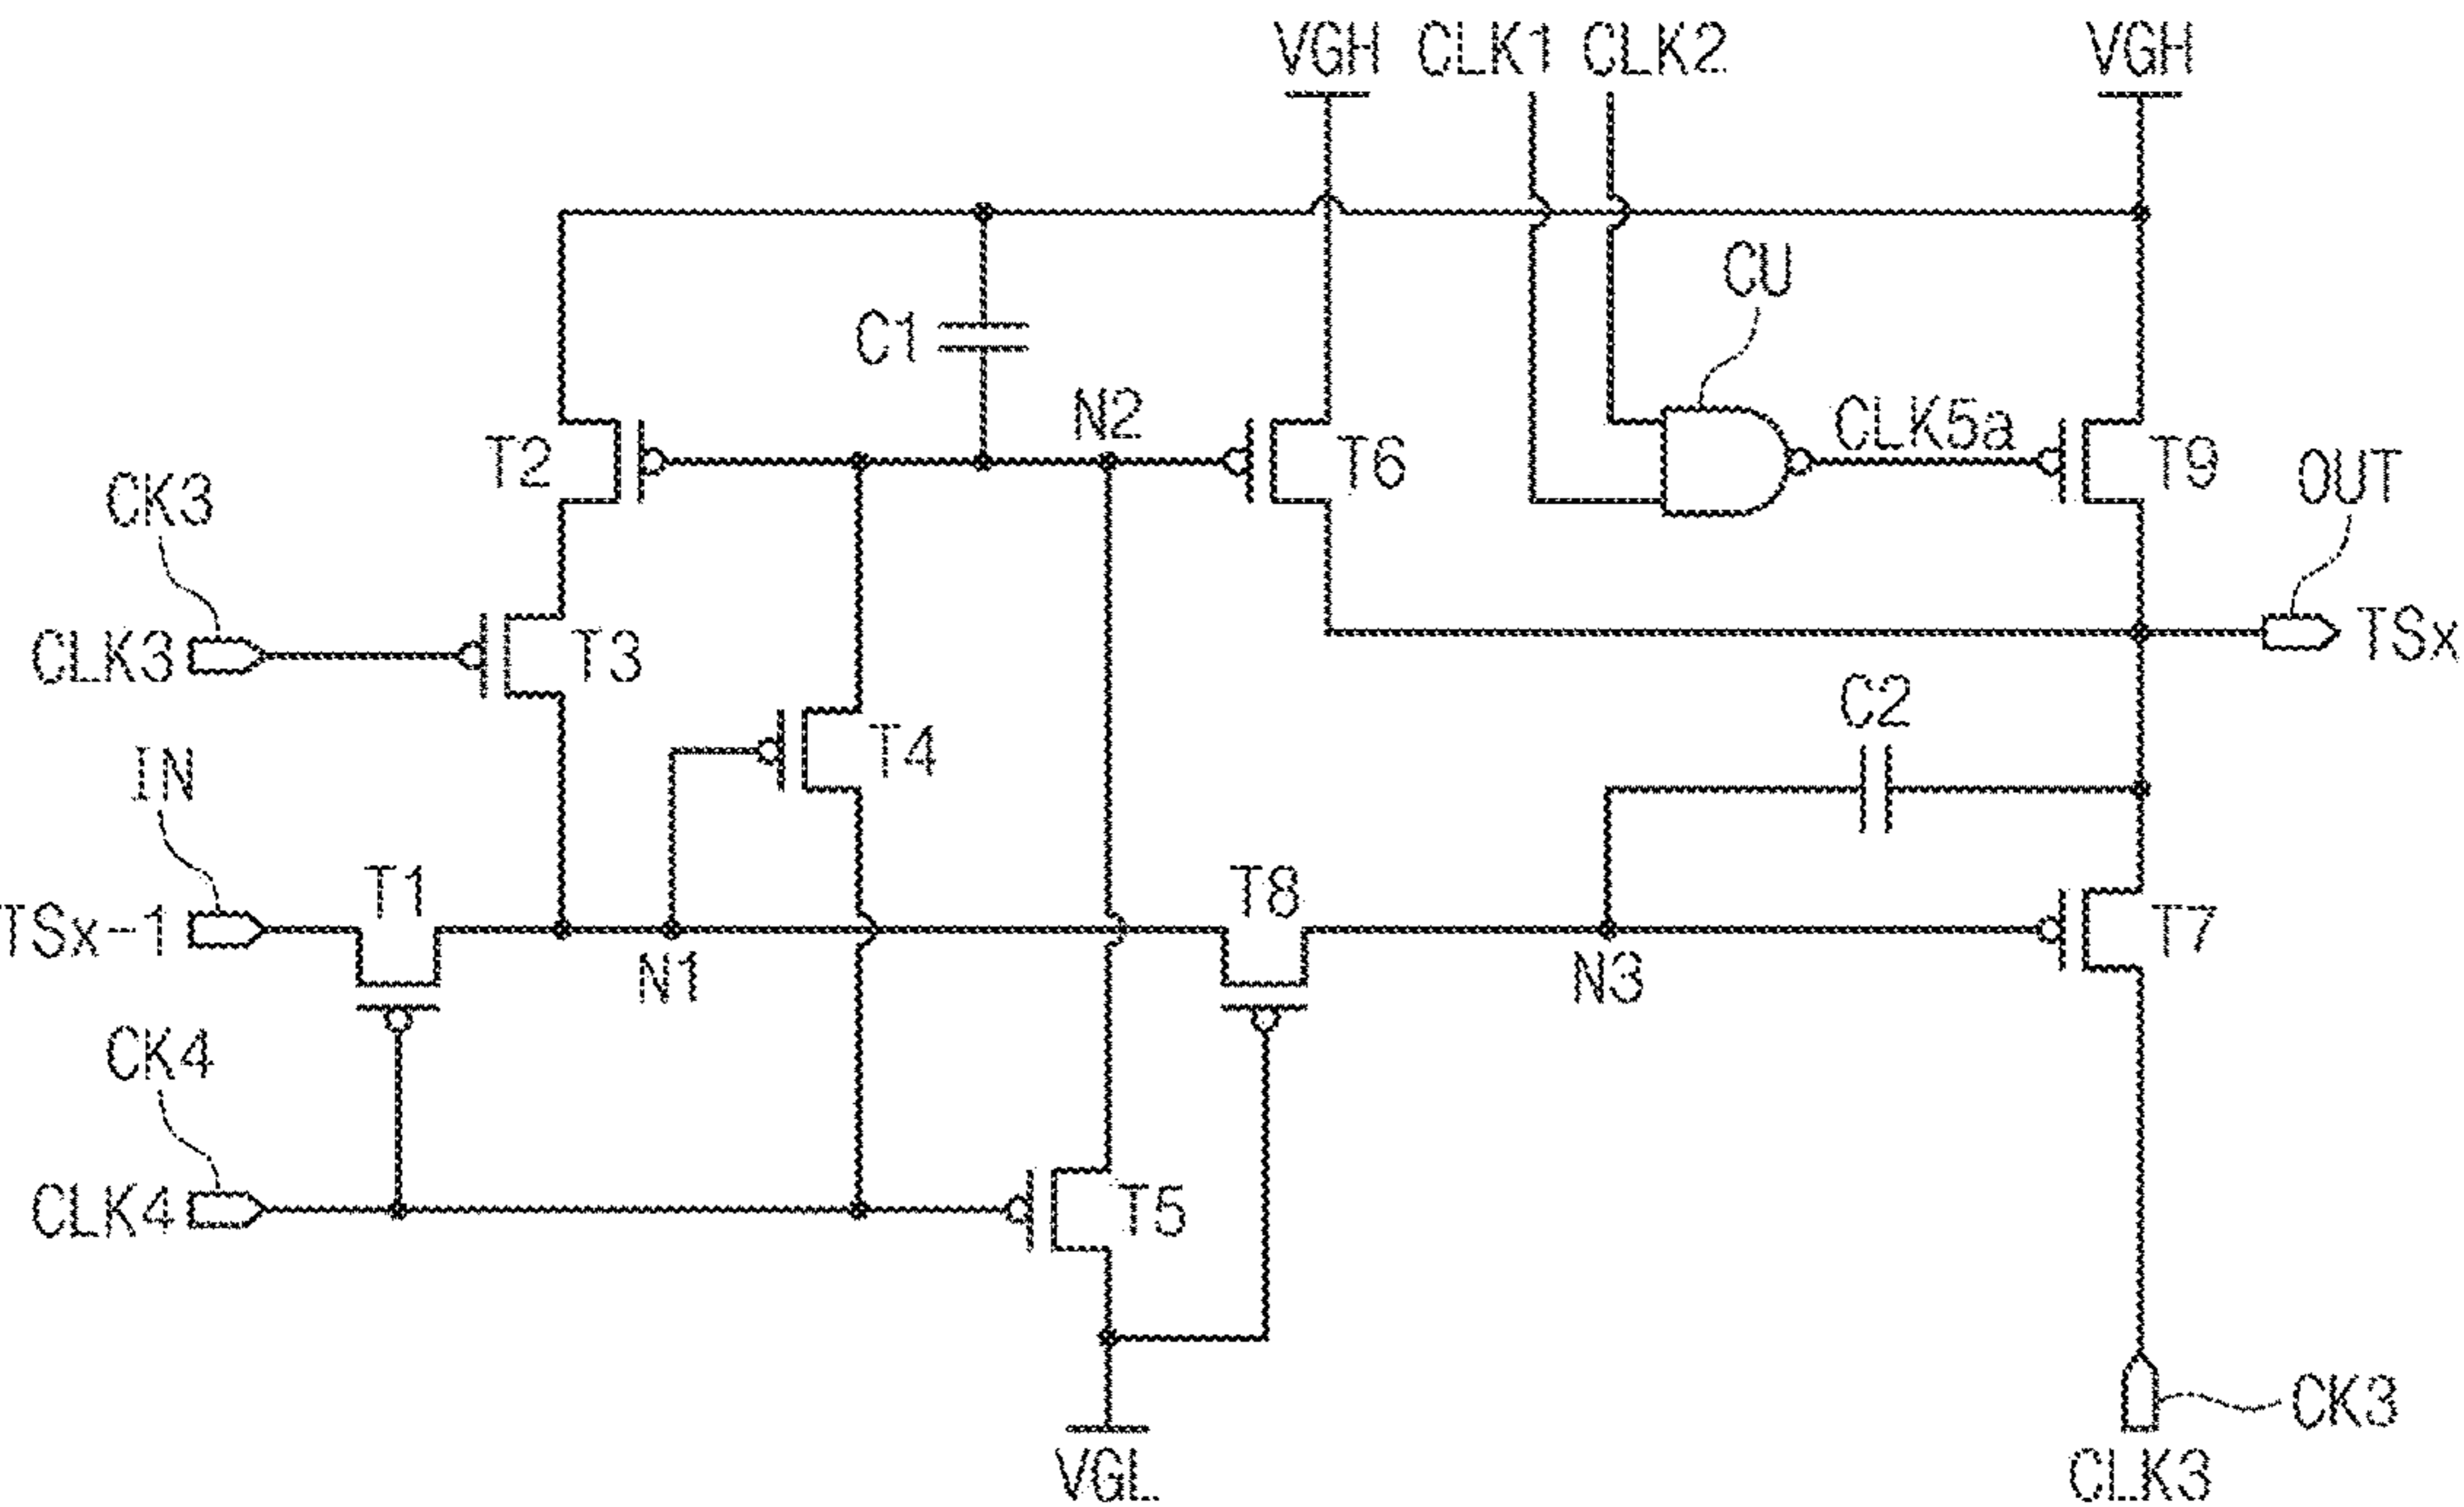 VGH CLK1 CLK2 VGH
CU
C1
N2
CLK5a
T2
T6
T9
OUT
CK3
CLK3
T3
TSx
C2
T4
IN
T1
T8
TSx-1
T7
N1
N3
CK4
CLK4
T5
CK3
VGL
CLK3